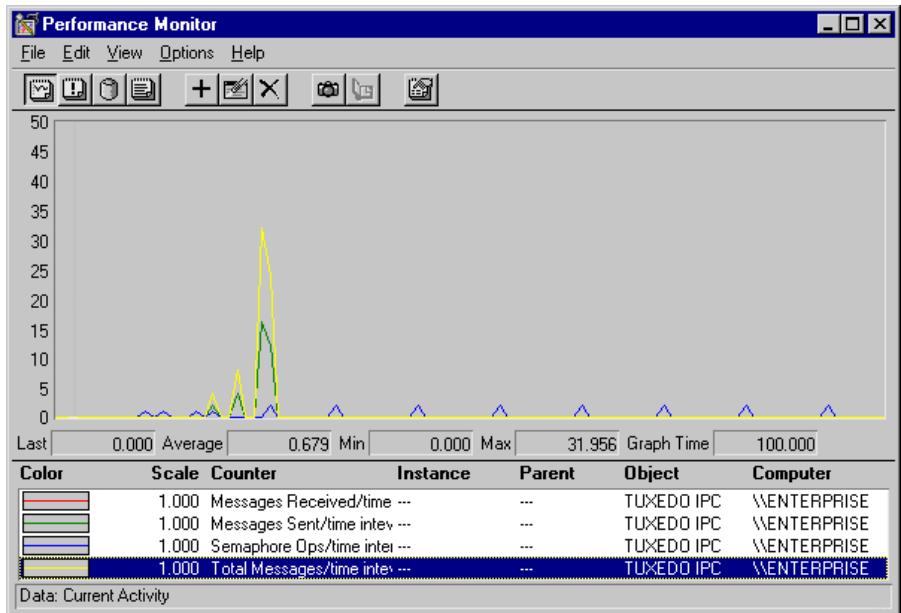 Performance Monitor
File Edit View Options Help
50
45
40
35
30
25
20
15
10
5
0
Last 0.000 Average 0.679 Min 0.000 Max 31.956 Graph Time 100.000
Color Scale Counter Instance Parent Object Computer
1.000 Messages Received/time --- --- TUXEDO IPC \\ENTERPRISE
1.000 Messages Sent/time intev --- --- TUXEDO IPC \\ENTERPRISE
1.000 Semaphore Ops/time inter --- --- TUXEDO IPC \\ENTERPRISE
1.000 Total Messages/time intev --- --- TUXEDO IPC \\ENTERPRISE
Data: Current Activity